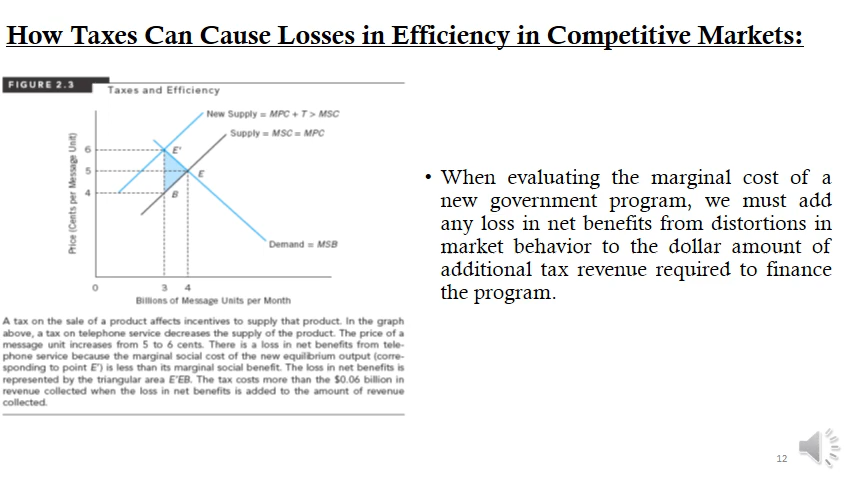 How Taxes Can Cause Losses in Efficiency in Competitive Markets:
FIGURE 2.3
Taxes and Efficiency
New Supply = MPC + T > MSC
Supply = MSC = MPC
Price (Cents per Message Unit)
6
5
4
E'
E
B
Demand = MSB
0
3
4
Billions of Message Units per Month
A tax on the sale of a product affects incentives to supply that product. In the graph
above, a tax on telephone service decreases the supply of the product. The price of a
message unit increases from 5 to 6 cents. There is a loss in net benefits from tele-
phone service because the marginal social cost of the new equilibrium output (corre-
sponding to point E') is less than its marginal social benefit. The loss in net benefits is
represented by the triangular area E'EB. The tax costs more than the $0.06 billion in
revenue collected when the loss in net benefits is added to the amount of revenue
collected.
• When evaluating the marginal cost of a
new government program, we must add
any loss in net benefits from distortions in
market behavior to the dollar amount of
additional tax revenue required to finance
the program.
12